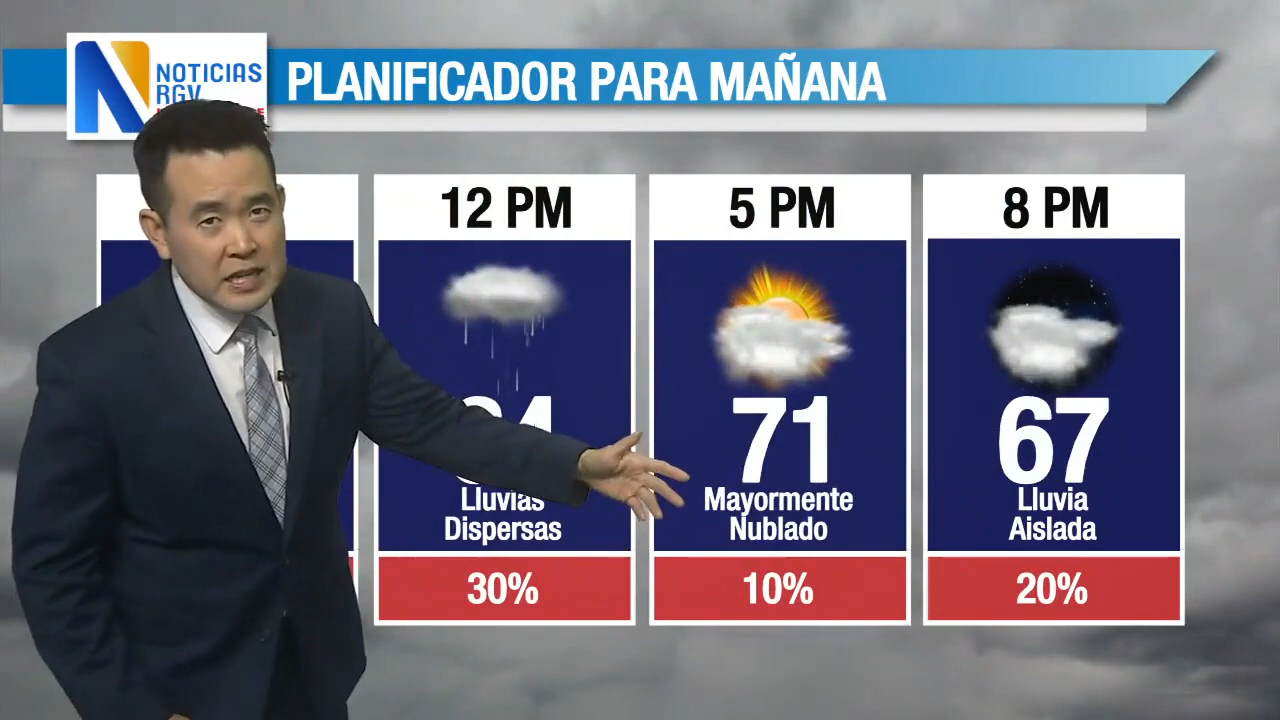 NOTICIAS
RGV
PLANIFICADOR PARA MAÑANA
12 PM
Lluvias
Dispersas
30%
5 PM
71
Mayormente
Nublado
10%
8 PM
67
Lluvia
Aislada
20%